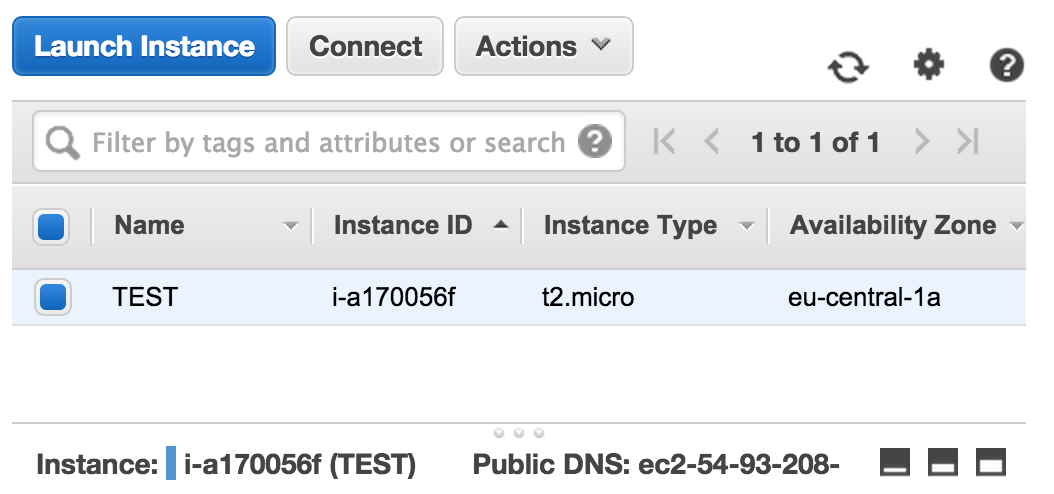 Launch Instance Connect Actions
Filter by tags and attributes or search ? 1 to 1 of 1
Name Instance ID Instance Type Availability Zone
TEST i-a170056f t2.micro eu-central-1a
Instance: i-a170056f (TEST) Public DNS: ec2-54-93-208-